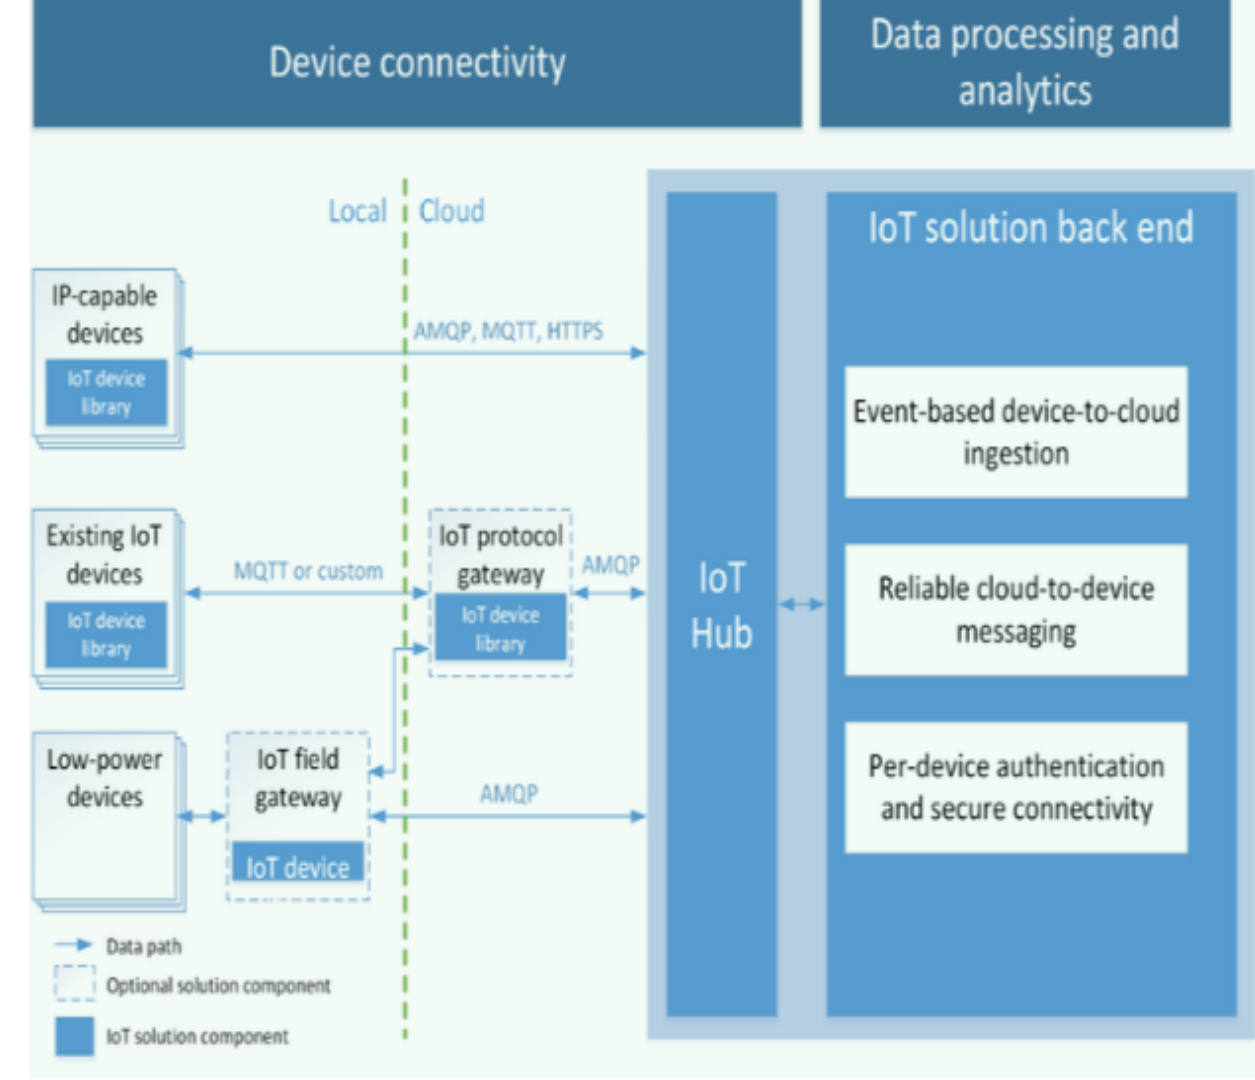 Device connectivity
Data processing and
analytics
Local
Cloud
IoT solution back end
IP-capable
devices
IoT device
library
AMQP, MQTT, HTTPS
Event-based device-to-cloud
ingestion
Existing IoT
devices
IoT device
library
MQTT or custom
IoT protocol
gateway
IoT device
library
AMQP
IoT
Hub
Reliable cloud-to-device
messaging
Low-power
devices
IoT field
gateway
IoT device
AMQP
Per-device authentication
and secure connectivity
Data path
Optional solution component
IoT solution component